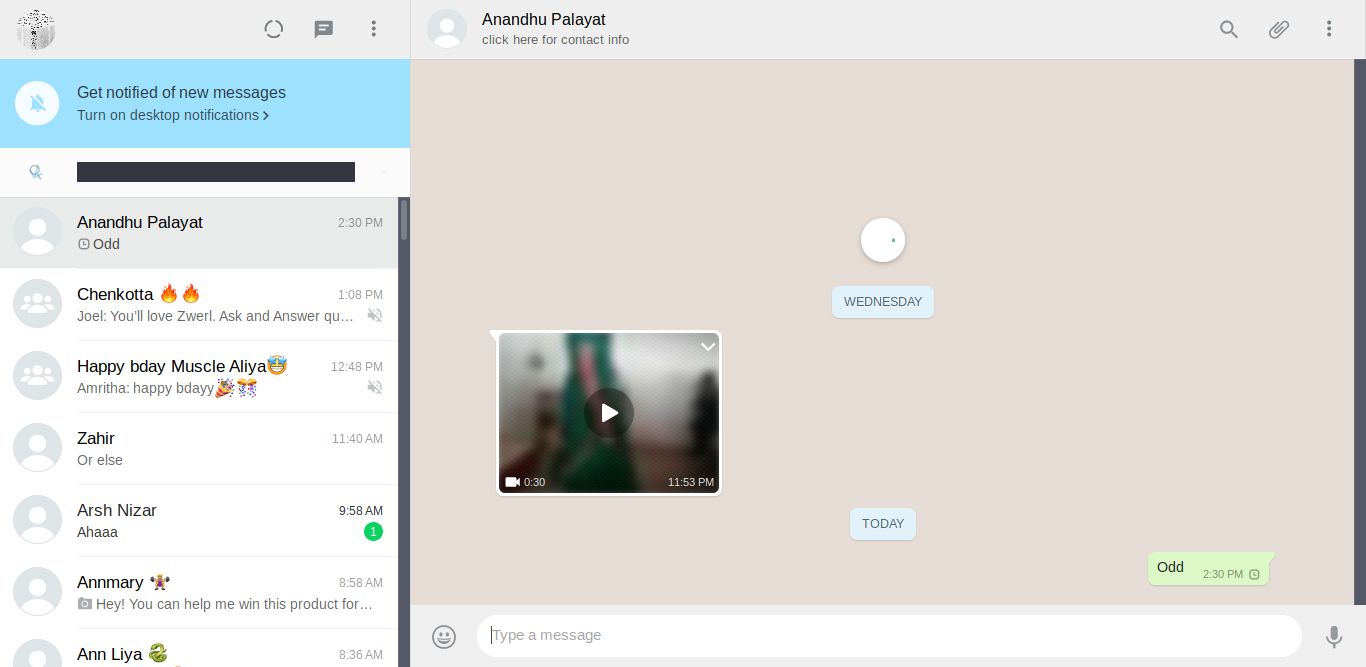 Anandhu Palayat
click here for contact info
Get notified of new messages
Turn on desktop notifications >
Anandhu Palayat 2:30 PM
Odd
Chenkotta 🔥🔥 1:08 PM
Joel: You'll love Zwerl. Ask and Answer qu…
Happy bday Muscle Aliya🤩 12:48 PM
Amritha: happy bdayy🎉🎊
Zahir 11:40 AM
Or else
Arsh Nizar 9:58 AM
Ahaaa 1
Annmary 🏋️‍♀️ 8:58 AM
Hey! You can help me win this product for…
Ann Liya 🐍 8:36 AM
WEDNESDAY
0:30 11:53 PM
TODAY
Odd 2:30 PM
Type a message